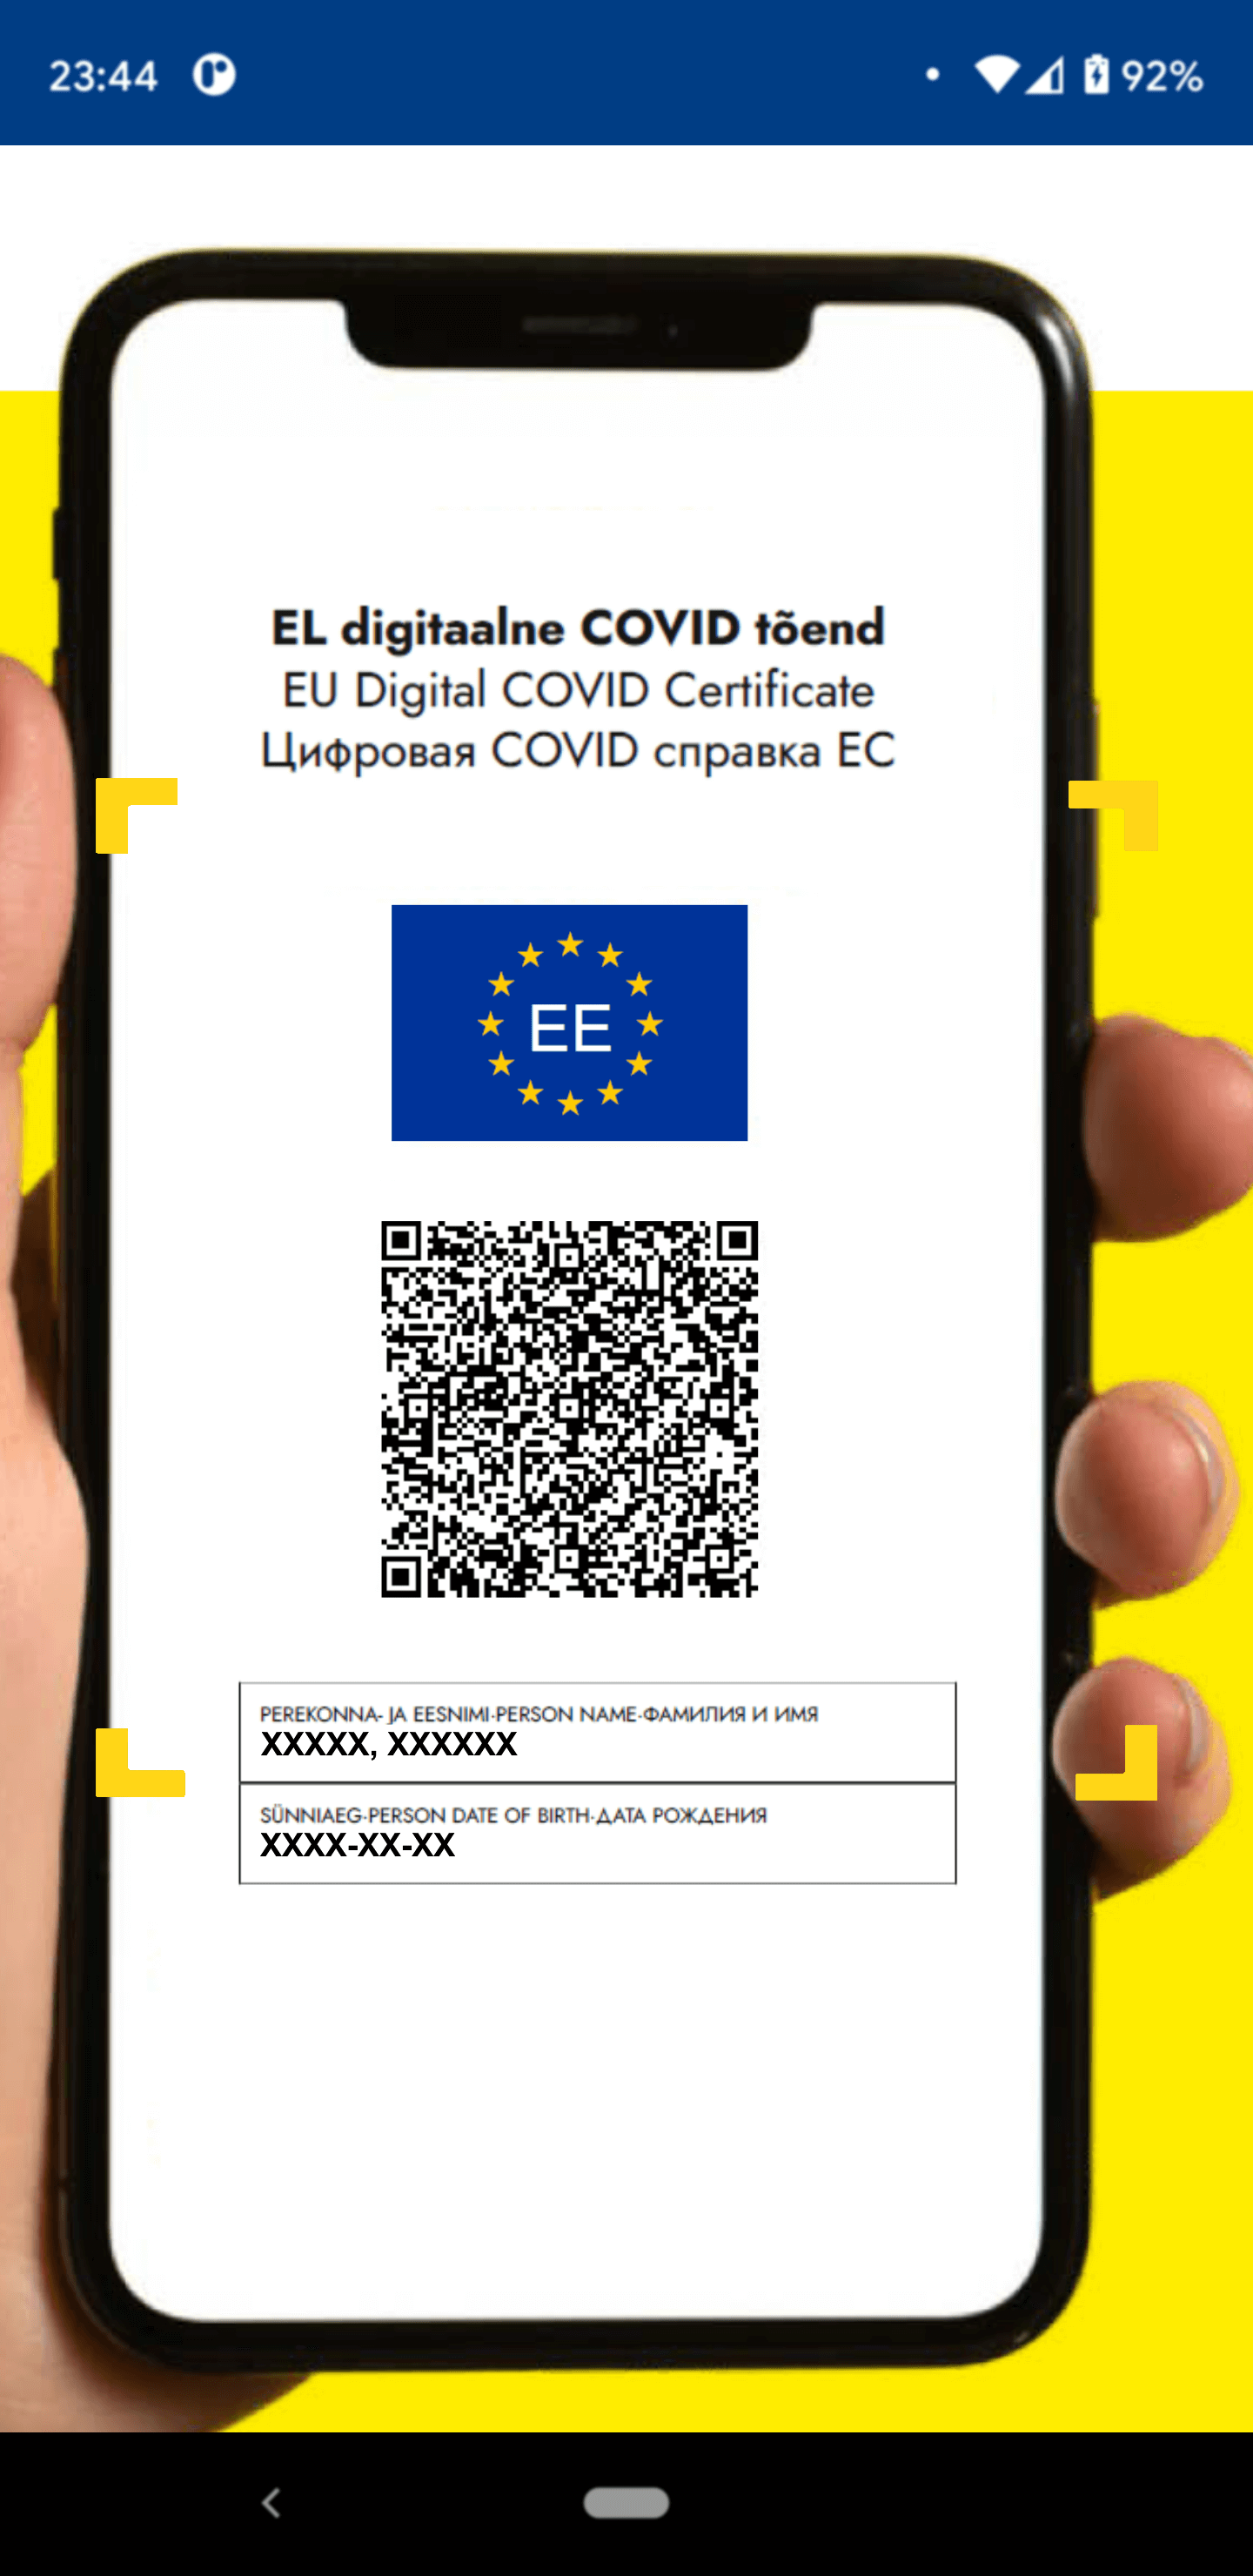 23:44
92%
EL digitaalne COVID tõend
EU Digital COVID Certificate
Цифровая COVID справка ЕС
EE
PEREKONNA- JA EESNIMI·PERSON NAME·ФАМИЛИЯ И ИМЯ
XXXXX, XXXXXX
SÜNNIAEG·PERSON DATE OF BIRTH·ДАТА РОЖДЕНИЯ
XXXX-XX-XX